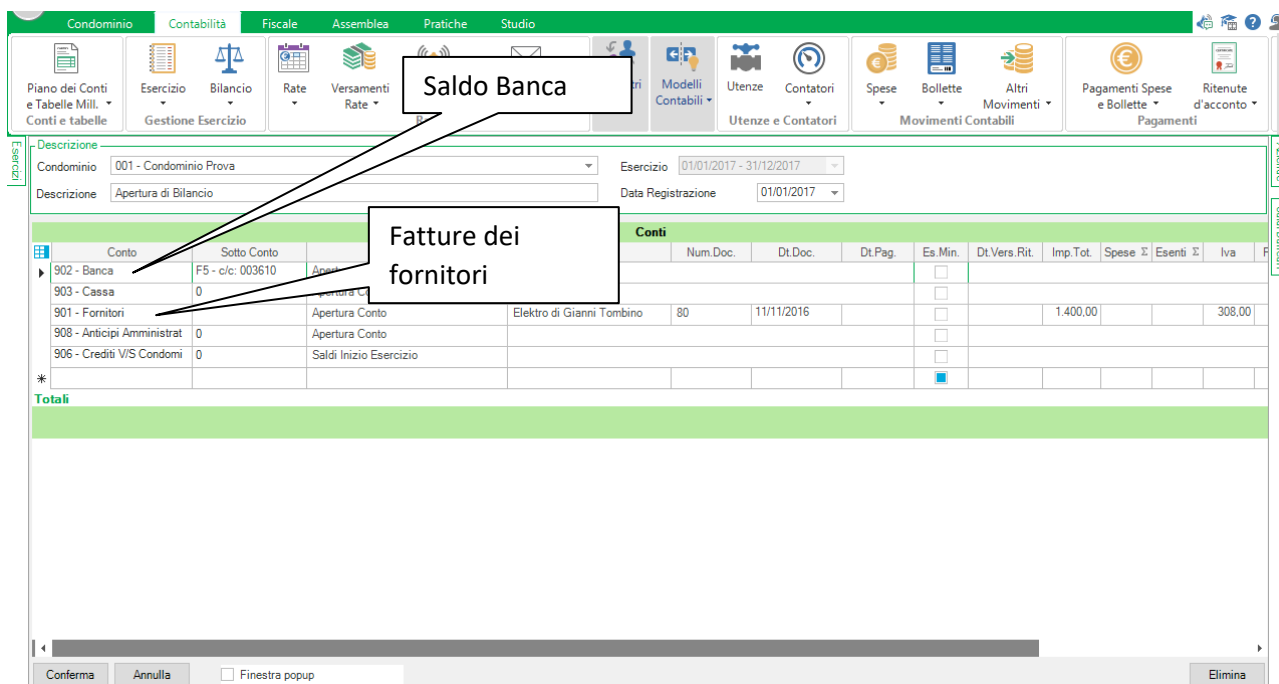 Condominio Contabilità Fiscale Assemblea Pratiche Studio
Piano dei Conti e Tabelle Mill.
Esercizio
Bilancio
Rate
Versamenti Rate
Modelli Contabili
Utenze
Contatori
Spese
Bollette
Altri Movimenti
Pagamenti Spese e Bollette
Ritenute d'acconto
Conti e tabelle
Gestione Esercizio
Utenze e Contatori
Movimenti Contabili
Pagamenti
Saldo Banca
Esercizi
Descrizione
Condominio 001 - Condominio Prova Esercizio 01/01/2017 - 31/12/2017
Descrizione Apertura di Bilancio Data Registrazione 01/01/2017
Fatture dei
fornitori
Conti
Conto Sotto Conto Num.Doc. Dt.Doc. Dt.Pag. Es.Min. Dt.Vers.Rit. Imp.Tot. Spese Σ Esenti Σ Iva
902 - Banca F5 - c/c: 003610
903 - Cassa 0 Apertura
901 - Fornitori Apertura Conto Elektro di Gianni Tombino 80 11/11/2016 1.400,00 308,00
908 - Anticipi Amministrat 0 Apertura Conto
906 - Crediti V/S Condomi 0 Saldi Inizio Esercizio
*
Totali
Conferma Annulla Finestra popup Elimina